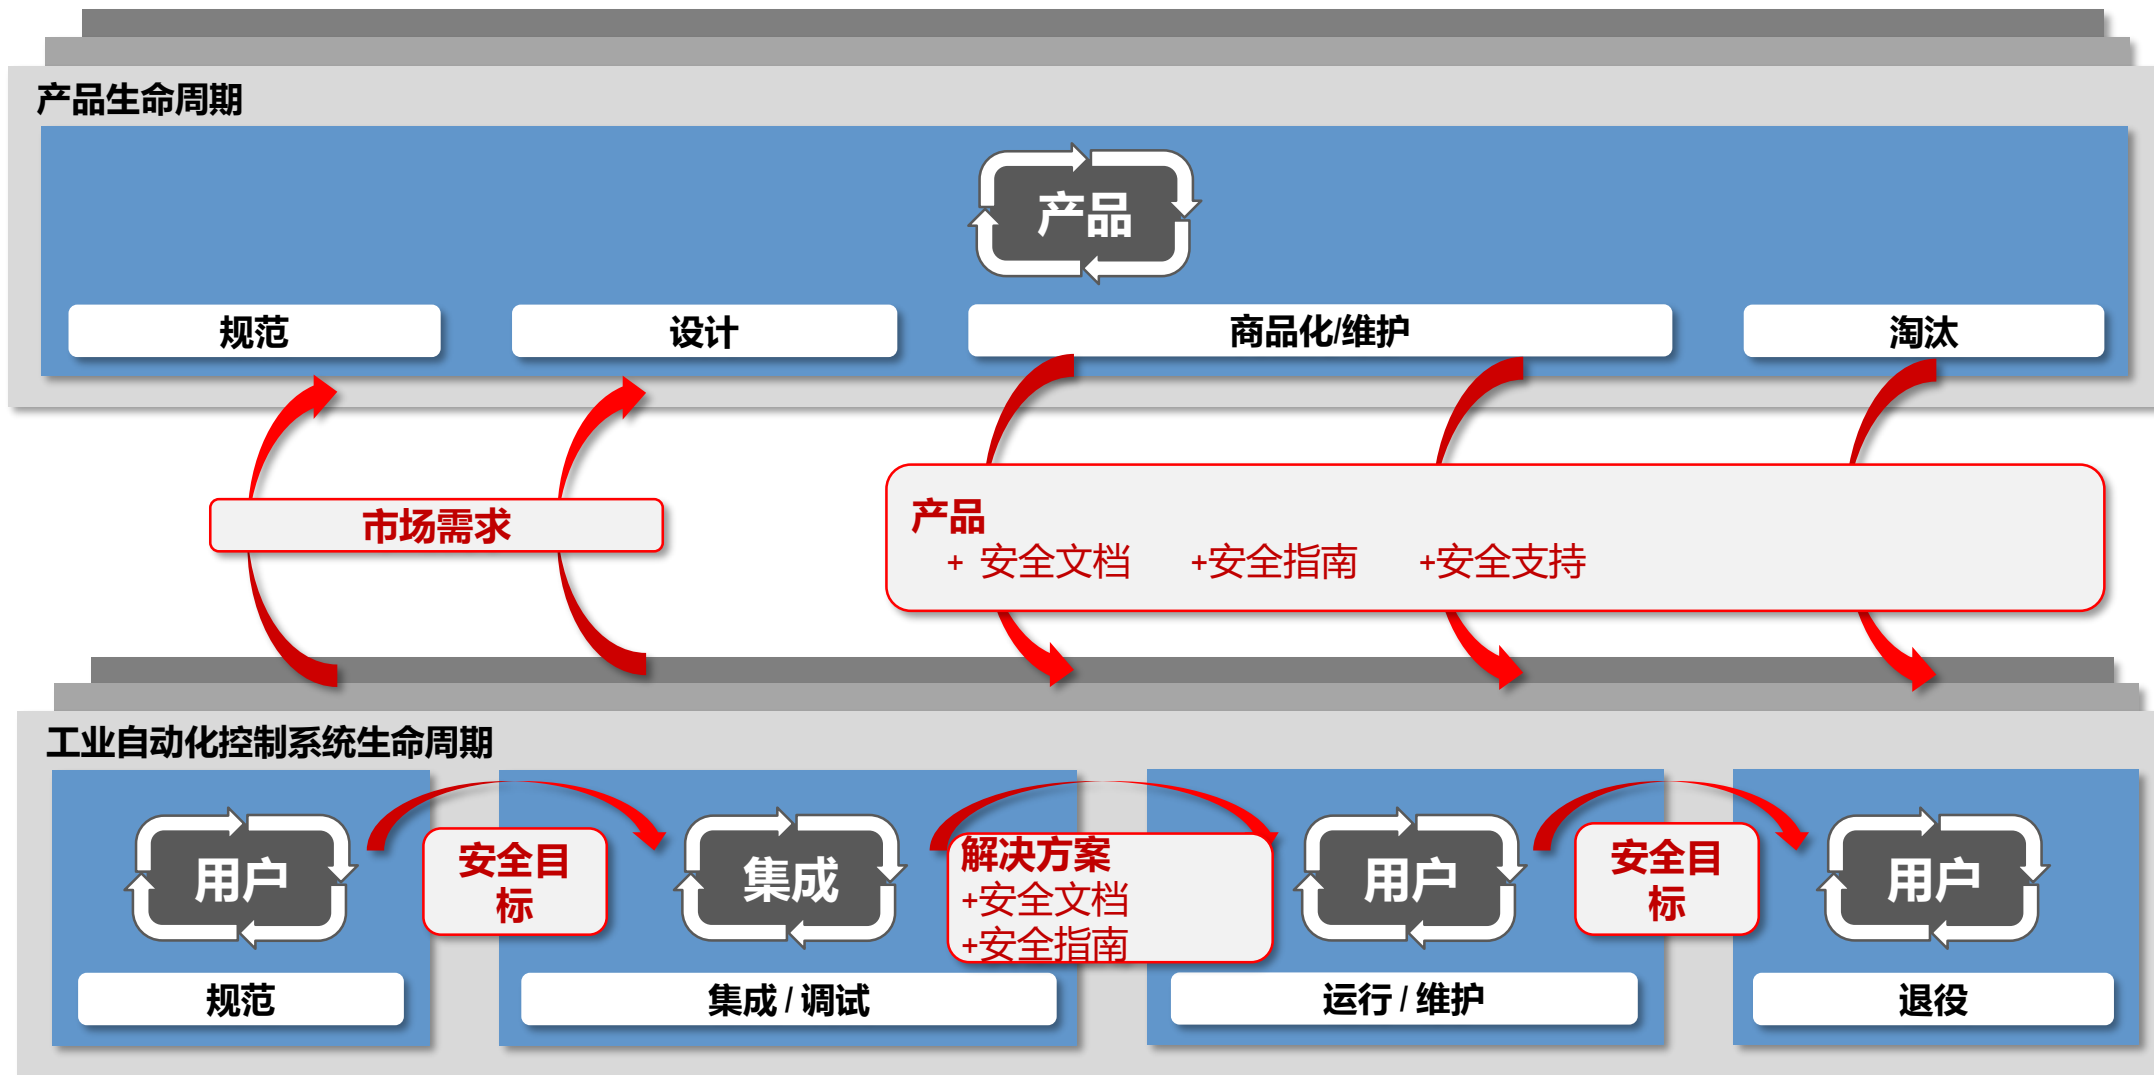 产品生命周期
产品
规范
设计
商品化/维护
淘汰
市场需求
产品
+ 安全文档 +安全指南 +安全支持
工业自动化控制系统生命周期
用户
安全目
标
集成
解决方案
+安全文档
+安全指南
用户
安全目
标
用户
规范
集成 / 调试
运行 / 维护
退役